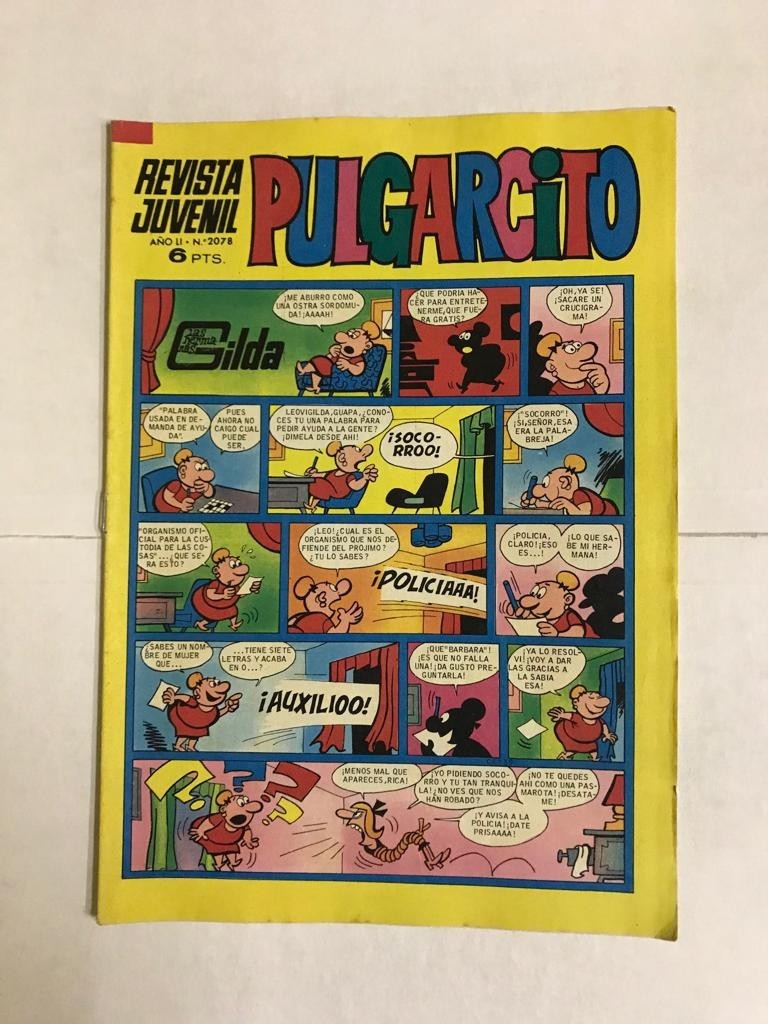 REVISTA
JUVENIL
AÑO LI • N.º 2078
6 PTS.
PULGARCITO
las
herma
nas
Gilda
¡ME ABURRO COMO
UNA OSTRA SORDOMU-
DA! ¡AAAAH!
¿QUE PODRIA HA-
CER PARA ENTRETE-
NERME, QUE FUE-
RA GRATIS?
¡OH, YA SE!
¡SACARE UN
CRUCIGRA-
MA!
"PALABRA
USADA EN DE-
MANDA DE AYU-
DA".
PUES
AHORA NO
CAIGO CUAL
PUEDE
SER.
LEOVIGILDA, GUAPA, ¿CONO-
CES TU UNA PALABRA PARA
PEDIR AYUDA A LA GENTE?
¡DIMELA DESDE AHI!
¡SOCO-
RROO!
¡"SOCORRO"!
¡SI, SEÑOR, ESA
ERA LA PALA-
BREJA!
"ORGANISMO OFI-
CIAL PARA LA CUS-
TODIA DE LAS CO-
SAS"... ¿QUE SE-
RA ESTO?
¡LEO! ¿CUAL ES EL
ORGANISMO QUE NOS DE-
FIENDE DEL PROJIMO?
¿TU LO SABES?
¡POLICIAAA!
¡POLICIA,
CLARO! ¡ESO
ES...!
¡LO QUE SA-
BE MI HER-
MANA!
¿SABES UN NOM-
BRE DE MUJER
QUE...
...TIENE SIETE
LETRAS Y ACABA
EN O...?
¡AUXILIOO!
¡QUE "BARBARA"!
¡ES QUE NO FALLA
UNA! ¡DA GUSTO PRE-
GUNTARLA!
¡YA LO RESOL-
VI! ¡VOY A DAR
LAS GRACIAS A
LA SABIA
ESA!
¿! ? !? ?
¡MENOS MAL QUE
APARECES, RICA!
¡YO PIDIENDO SOCO-
RRO Y TU TAN TRANQUI-
LA! ¿NO VES QUE NOS
HAN ROBADO?
¡NO TE QUEDES
AHI COMO UNA PAS-
MAROTA! ¡DESATA-
ME!
¡Y AVISA A LA
POLICIA! ¡DATE
PRISAAAA!